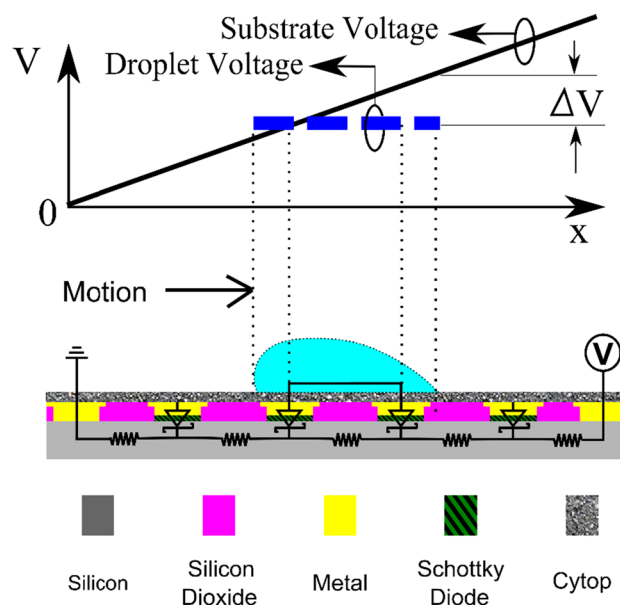 Substrate Voltage
V
Droplet Voltage
ΔV
0
x
Motion
V
Silicon
Silicon
Dioxide
Metal
Schottky
Diode
Cytop